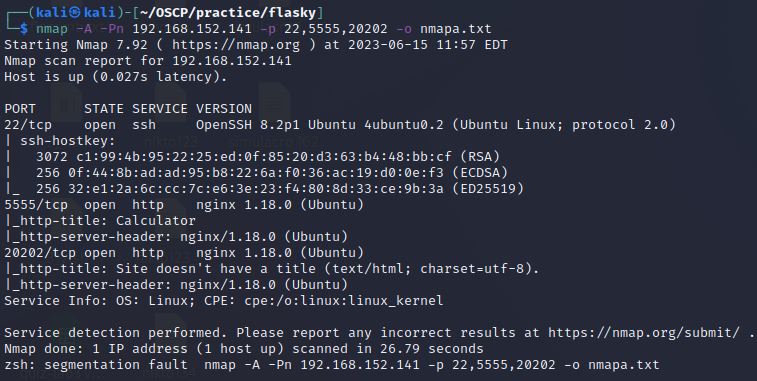 ┌──(kali㉿kali)-[~/OSCP/practice/flasky]
└─$ nmap -A -Pn 192.168.152.141 -p 22,5555,20202 -o nmapa.txt
Starting Nmap 7.92 ( https://nmap.org ) at 2023-06-15 11:57 EDT
Nmap scan report for 192.168.152.141
Host is up (0.027s latency).

PORT      STATE SERVICE VERSION
22/tcp    open  ssh     OpenSSH 8.2p1 Ubuntu 4ubuntu0.2 (Ubuntu Linux; protocol 2.0)
| ssh-hostkey:
|   3072 c1:99:4b:95:22:25:ed:0f:85:20:d3:63:b4:48:bb:cf (RSA)
|   256 0f:44:8b:ad:ad:95:b8:22:6a:f0:36:ac:19:d0:0e:f3 (ECDSA)
|_  256 32:e1:2a:6c:cc:7c:e6:3e:23:f4:80:8d:33:ce:9b:3a (ED25519)
5555/tcp  open  http    nginx 1.18.0 (Ubuntu)
|_http-title: Calculator
|_http-server-header: nginx/1.18.0 (Ubuntu)
20202/tcp open  http    nginx 1.18.0 (Ubuntu)
|_http-title: Site doesn't have a title (text/html; charset=utf-8).
|_http-server-header: nginx/1.18.0 (Ubuntu)
Service Info: OS: Linux; CPE: cpe:/o:linux:linux_kernel

Service detection performed. Please report any incorrect results at https://nmap.org/submit/ .
Nmap done: 1 IP address (1 host up) scanned in 26.79 seconds
zsh: segmentation fault  nmap -A -Pn 192.168.152.141 -p 22,5555,20202 -o nmapa.txt